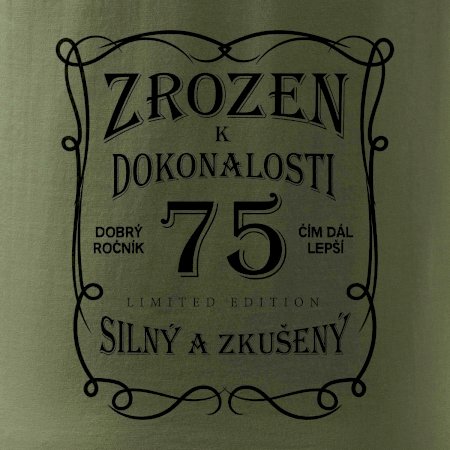 ZROZEN
K
DOKONALOSTI
DOBRÝ
ROČNÍK
75
ČÍM DÁL
LEPŠÍ
LIMITED EDITION
SILNÝ A ZKUŠENÝ